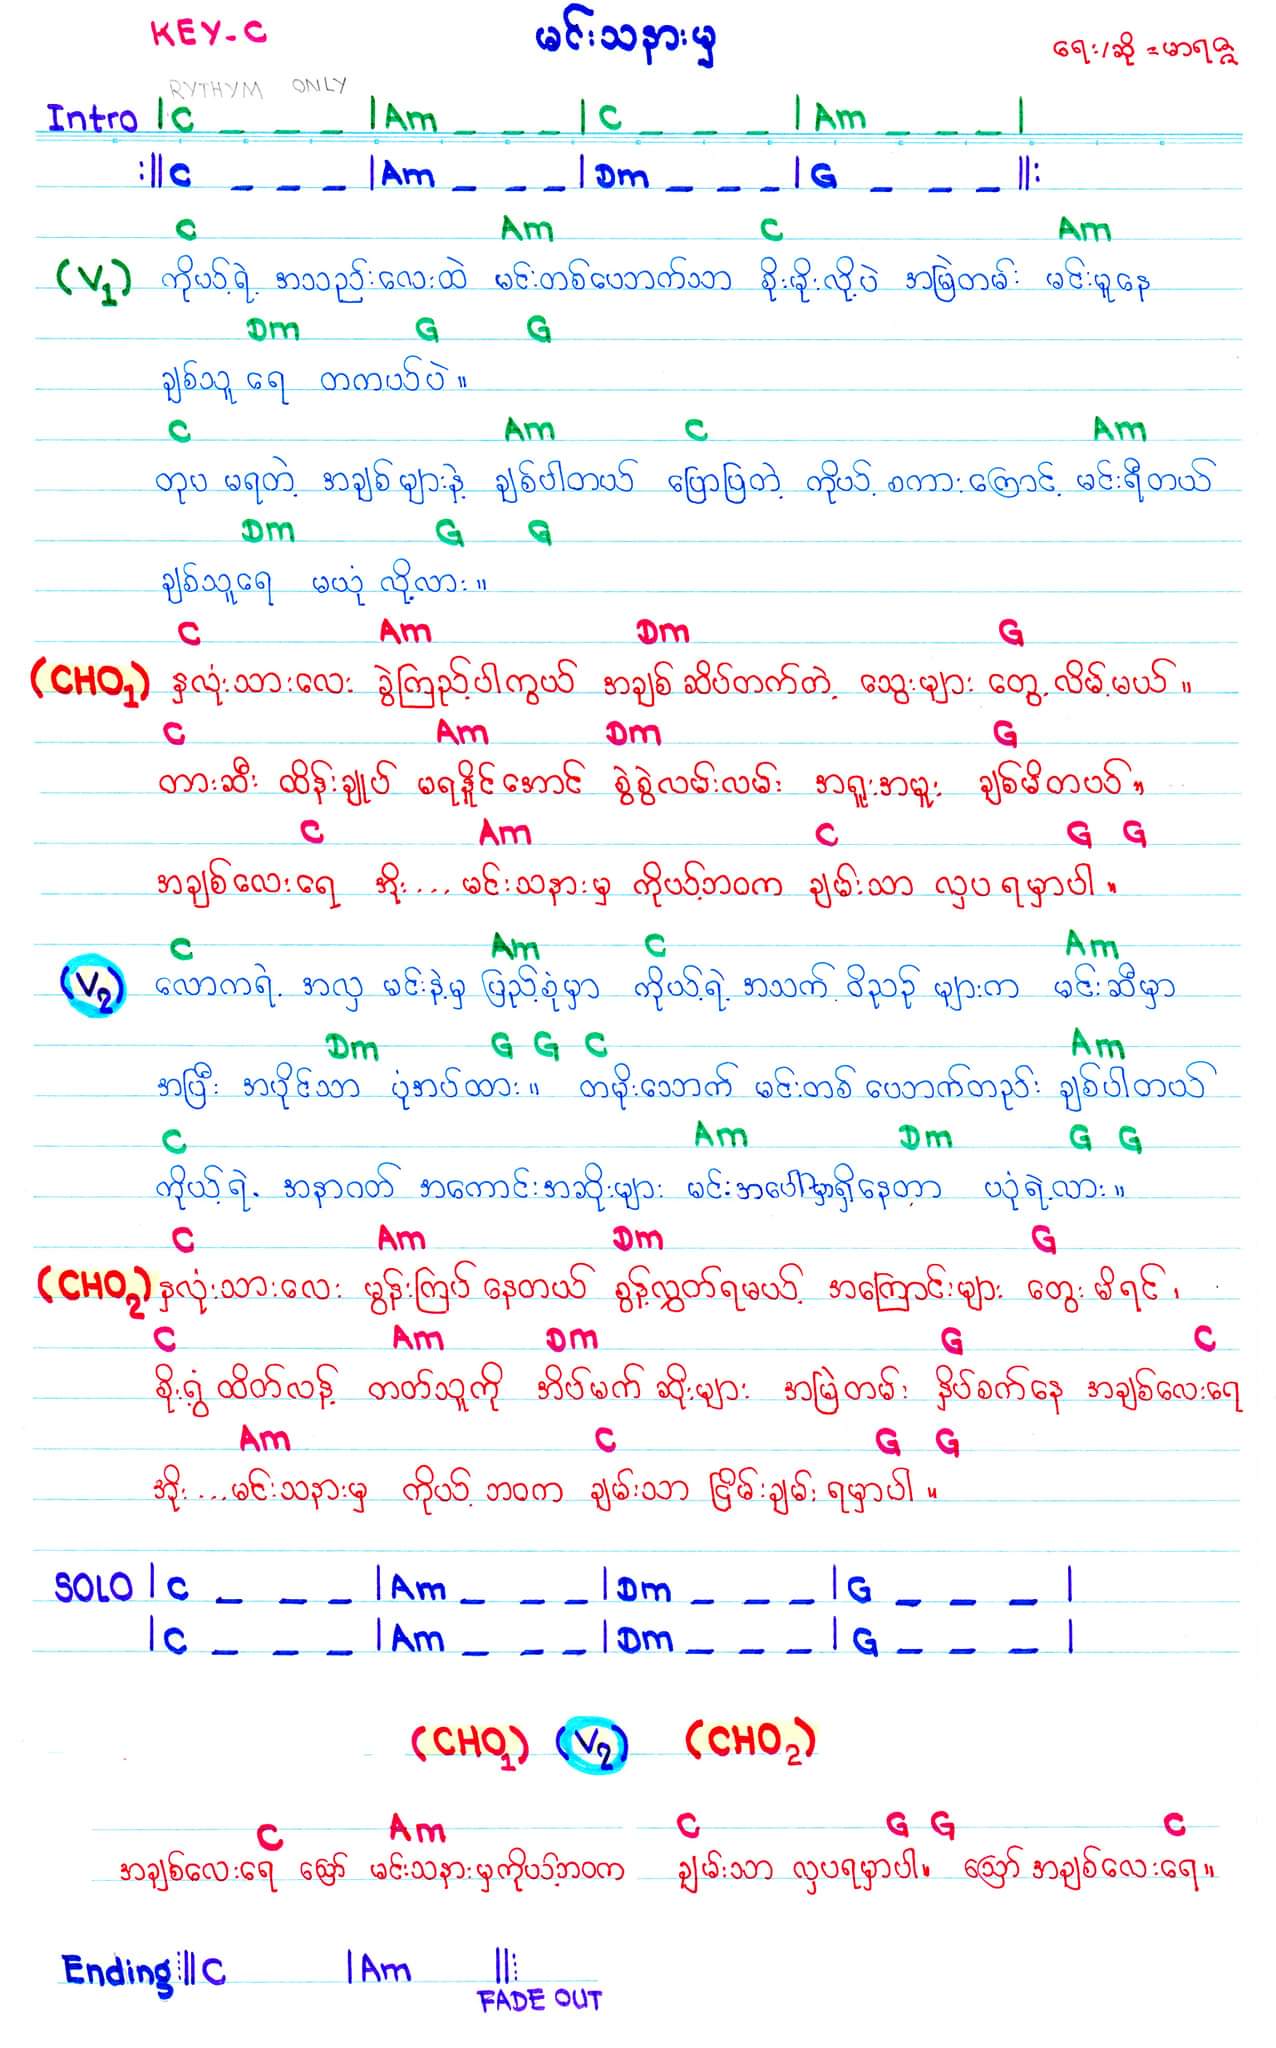 KEY-C မင်းသနားမှ ရေး/ဆို = မာရဇ္ဇ
RYTHYM ONLY
Intro |C _ _ _ |Am _ _ _ |C _ _ _ |Am _ _ _ |
:||C _ _ _ |Am _ _ _ |Dm _ _ _ |G _ _ _ ||:
C Am C Am
(V1) ကိုယ့်ရဲ့ အသည်းလေးထဲ မင်းတစ်ယောက်သာ စိုးမိုးလို့ပဲ အမြဲတမ်း မင်းမူနေ
Dm G G
ချစ်သူ ရေ တကယ်ပဲ။
C Am C Am
တုပ မရတဲ့ အချစ်များနဲ့ ချစ်ပါတယ် ပြောပြတဲ့ ကိုယ့် စကားကြောင့် မင်းရီတယ်
Dm G G
ချစ်သူရေ မယုံ လို့လား။
C Am Dm G
(CHO1) နှလုံးသားလေး ခွဲကြည့်ပါကွယ် အချစ် ဆိပ်တက်တဲ့ သွေးများ တွေ့လိမ့်မယ်။
C Am Dm G
တားဆီး ထိန်းချုပ် မရနိူင်အောင် စွဲစွဲလမ်းလမ်း အရူးအမူး ချစ်မိတယ်။
C Am C G G
အချစ်လေးရေ အိုး... မင်းသနားမှ ကိုယ့်ဘဝက ချမ်းသာ လှပ ရမှာပါ။
C Am C Am
(V2) လောကရဲ့ အလှ မင်းနဲ့မှ ပြည့်စုံမှာ ကိုယ့်ရဲ့ အသက် ဝိညာဉ် များက မင်းဆီမှာ
Dm G G C Am
အပြီး အပိုင်သာ ပုံအပ်ထား။ တမိုးသောက် မင်းတစ် ယောက်တည်း ချစ်ပါတယ်
C Am Dm G G
ကိုယ့်ရဲ့ အနာဂတ် အကောင်းအဆိုးများ မင်းအပေါ်မှာရှိနေတာ မယုံရဲ့လား။
C Am Dm G
(CHO2) နှလုံးသားလေး မွန်းကြပ် နေတယ် စွန့်လွှတ်ရမယ့် အကြောင်းများ တွေးမိရင်၊
C Am Dm G C
စိုးရွံ့ ထိတ်လန့် တတ်သူကို အိပ်မက် ဆိုးများ အမြဲတမ်း နှိပ်စက်နေ အချစ်လေးရေ
Am C G G
အိုး... မင်းသနားမှ ကိုယ့် ဘဝက ချမ်းသာ ငြိမ်းချမ်း ရမှာပါ။
SOLO |C _ _ _ |Am _ _ _ |Dm _ _ _ |G _ _ _ |
|C _ _ _ |Am _ _ _ |Dm _ _ _ |G _ _ _ |
(CHO1) (V2) (CHO2)
C Am C G G C
အချစ်လေးရေ ဪ မင်းသနားမှကိုယ့်ဘဝက ချမ်းသာ လှပရမှာပါ။ ဪ အချစ်လေးရေ။
Ending :||C |Am ||:
FADE OUT